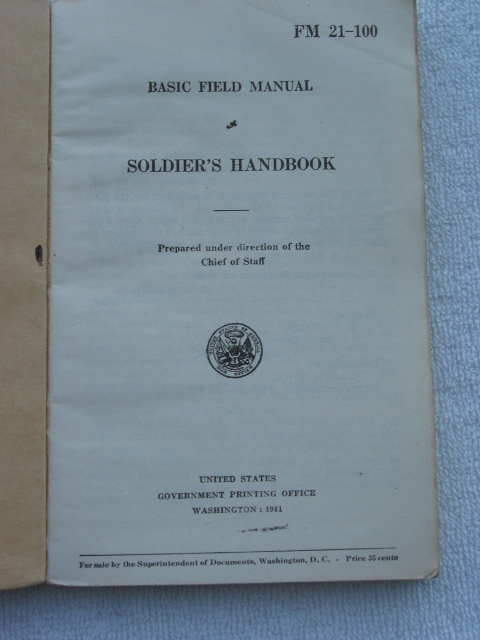 FM 21–100
BASIC FIELD MANUAL
SOLDIER'S HANDBOOK
Prepared under direction of the
Chief of Staff
UNITED STATES
GOVERNMENT PRINTING OFFICE
WASHINGTON : 1941
For sale by the Superintendent of Documents, Washington, D. C. - Price 35 cents